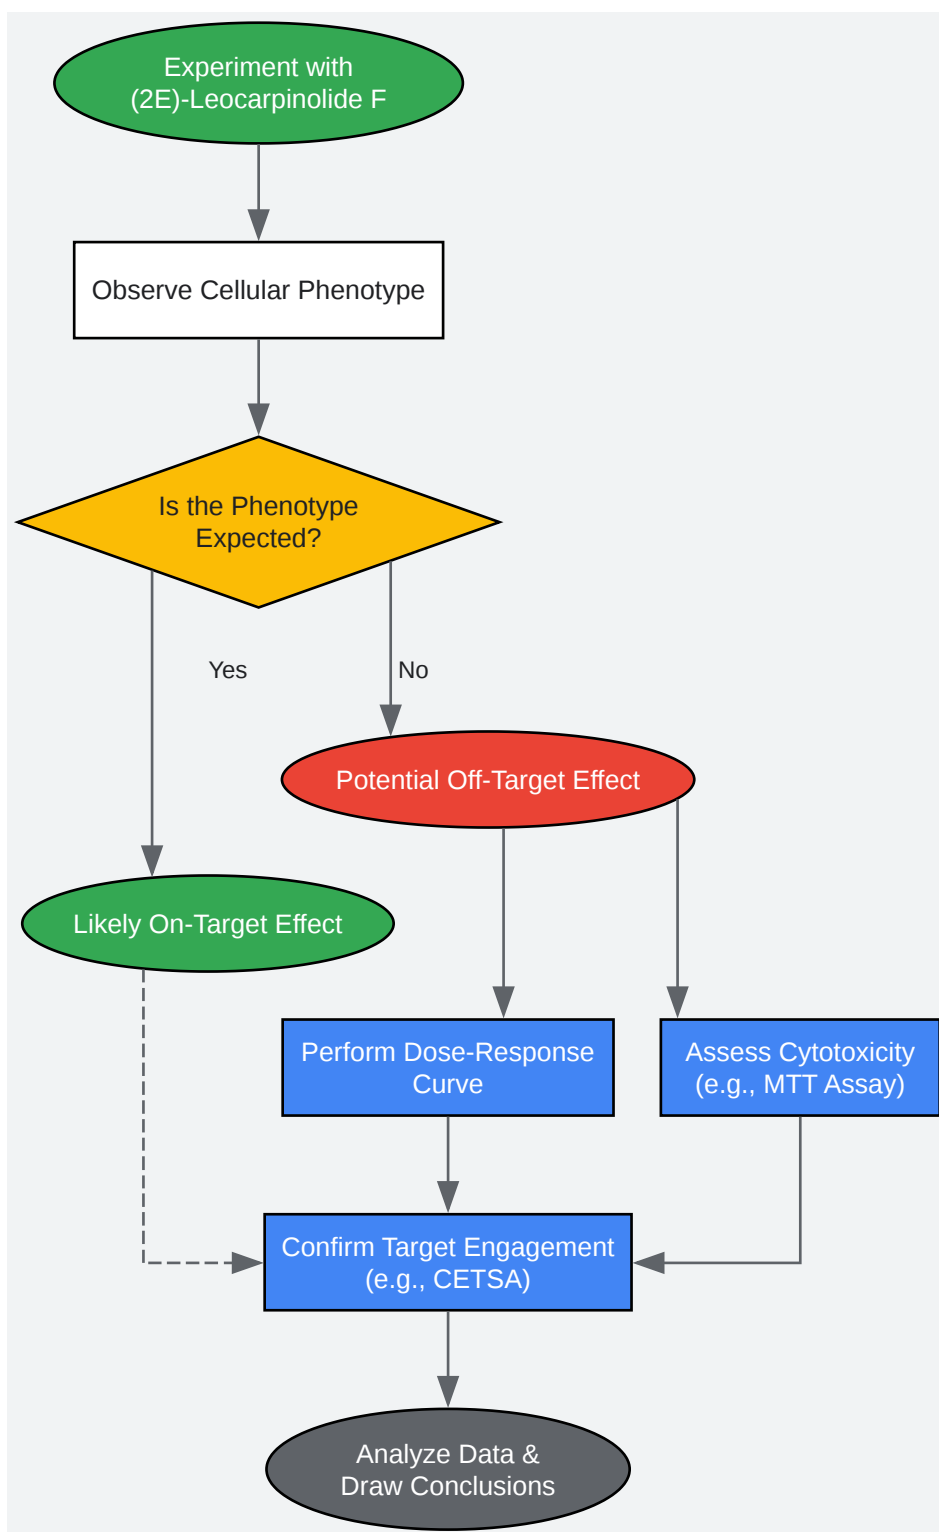 Experiment with
(2E)-Leocarpinolide F
Observe Cellular Phenotype
Is the Phenotype
Expected?
Yes
No
Potential Off-Target Effect
Likely On-Target Effect
Perform Dose-Response
Curve
Assess Cytotoxicity
(e.g., MTT Assay)
Confirm Target Engagement
(e.g., CETSA)
Analyze Data &
Draw Conclusions